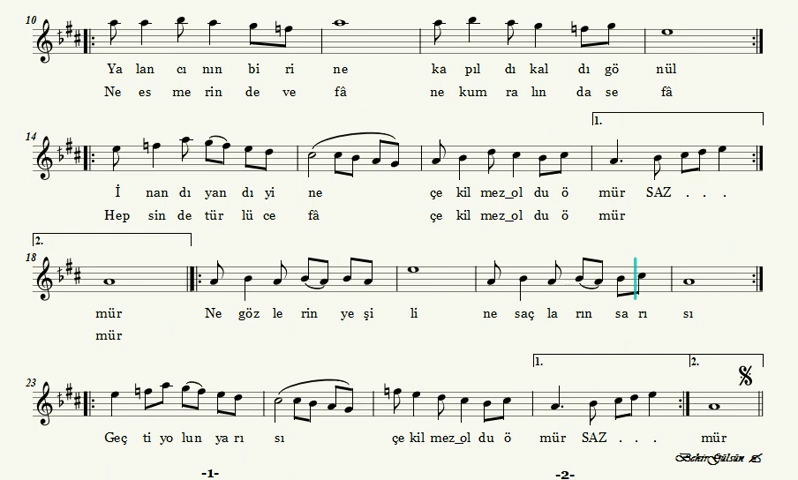 10
Ya lan cı nın bi ri ne ka pıl dı kal dı gö nül
Ne es me rin de ve fâ ne kum ra lın da se fâ
14 1.
İ nan dı yan dı yi ne çe kil mez_ol du ö mür SAZ . . .
Hep sin de tür lü ce fâ çe kil mez_ol du ö mür
2.
18
mür Ne göz le rin ye şi li ne saç la rın sa rı sı
mür
23 1. 2.
Geç ti yo lun ya rı sı çe kil mez_ol du ö mür SAZ . . . mür
Bekir Gülsün
-1- -2-